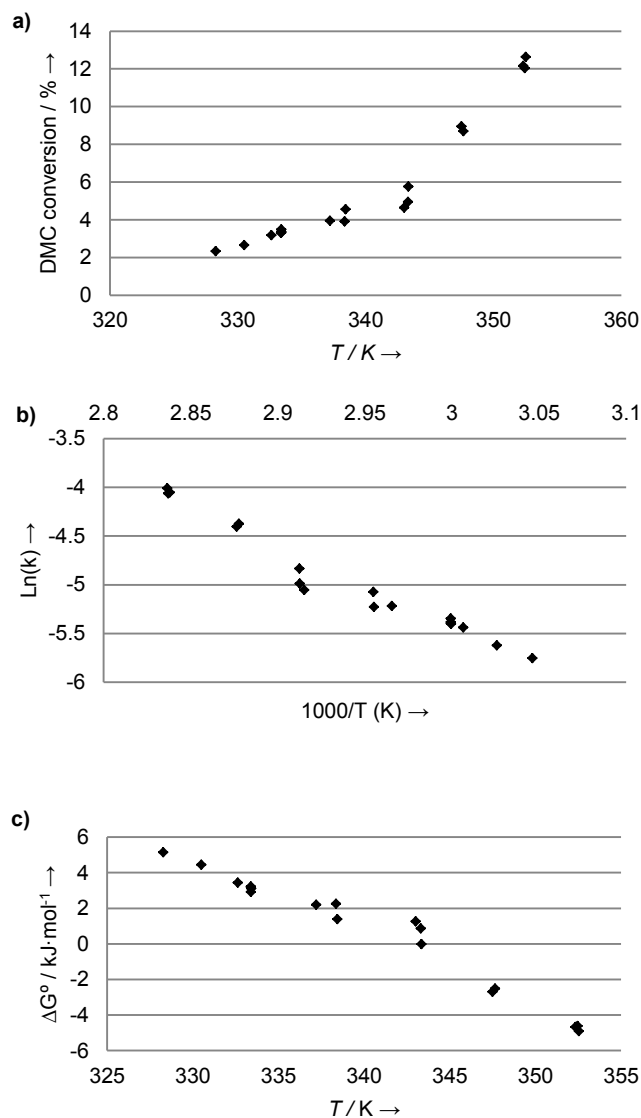 a)
14
12
10
8
6
4
2
0
DMC conversion / % →
320 330 340 350 360
T / K →
b)
2.8 2.85 2.9 2.95 3 3.05 3.1
-3.5
-4
-4.5
-5
-5.5
-6
Ln(k) →
1000/T (K) →
c)
6
4
2
0
-2
-4
-6
ΔGº / kJ·mol⁻¹ →
325 330 335 340 345 350 355
T / K →